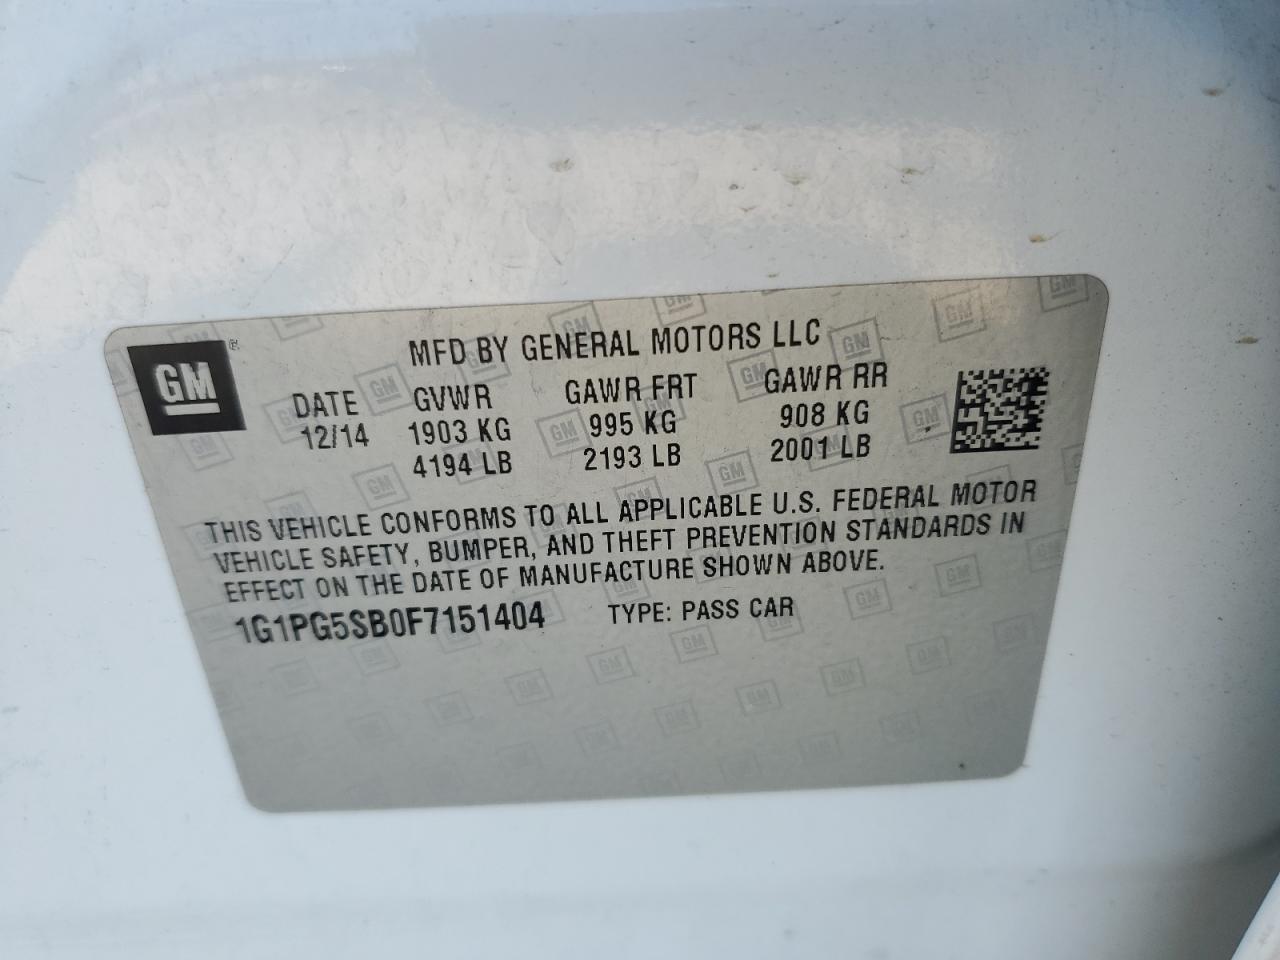 GM®
MFD BY GENERAL MOTORS LLC
DATE GVWR GAWR FRT GAWR RR
12/14 1903 KG 995 KG 908 KG
4194 LB 2193 LB 2001 LB
THIS VEHICLE CONFORMS TO ALL APPLICABLE U.S. FEDERAL MOTOR
VEHICLE SAFETY, BUMPER, AND THEFT PREVENTION STANDARDS IN
EFFECT ON THE DATE OF MANUFACTURE SHOWN ABOVE.
1G1PG5SB0F7151404 TYPE: PASS CAR